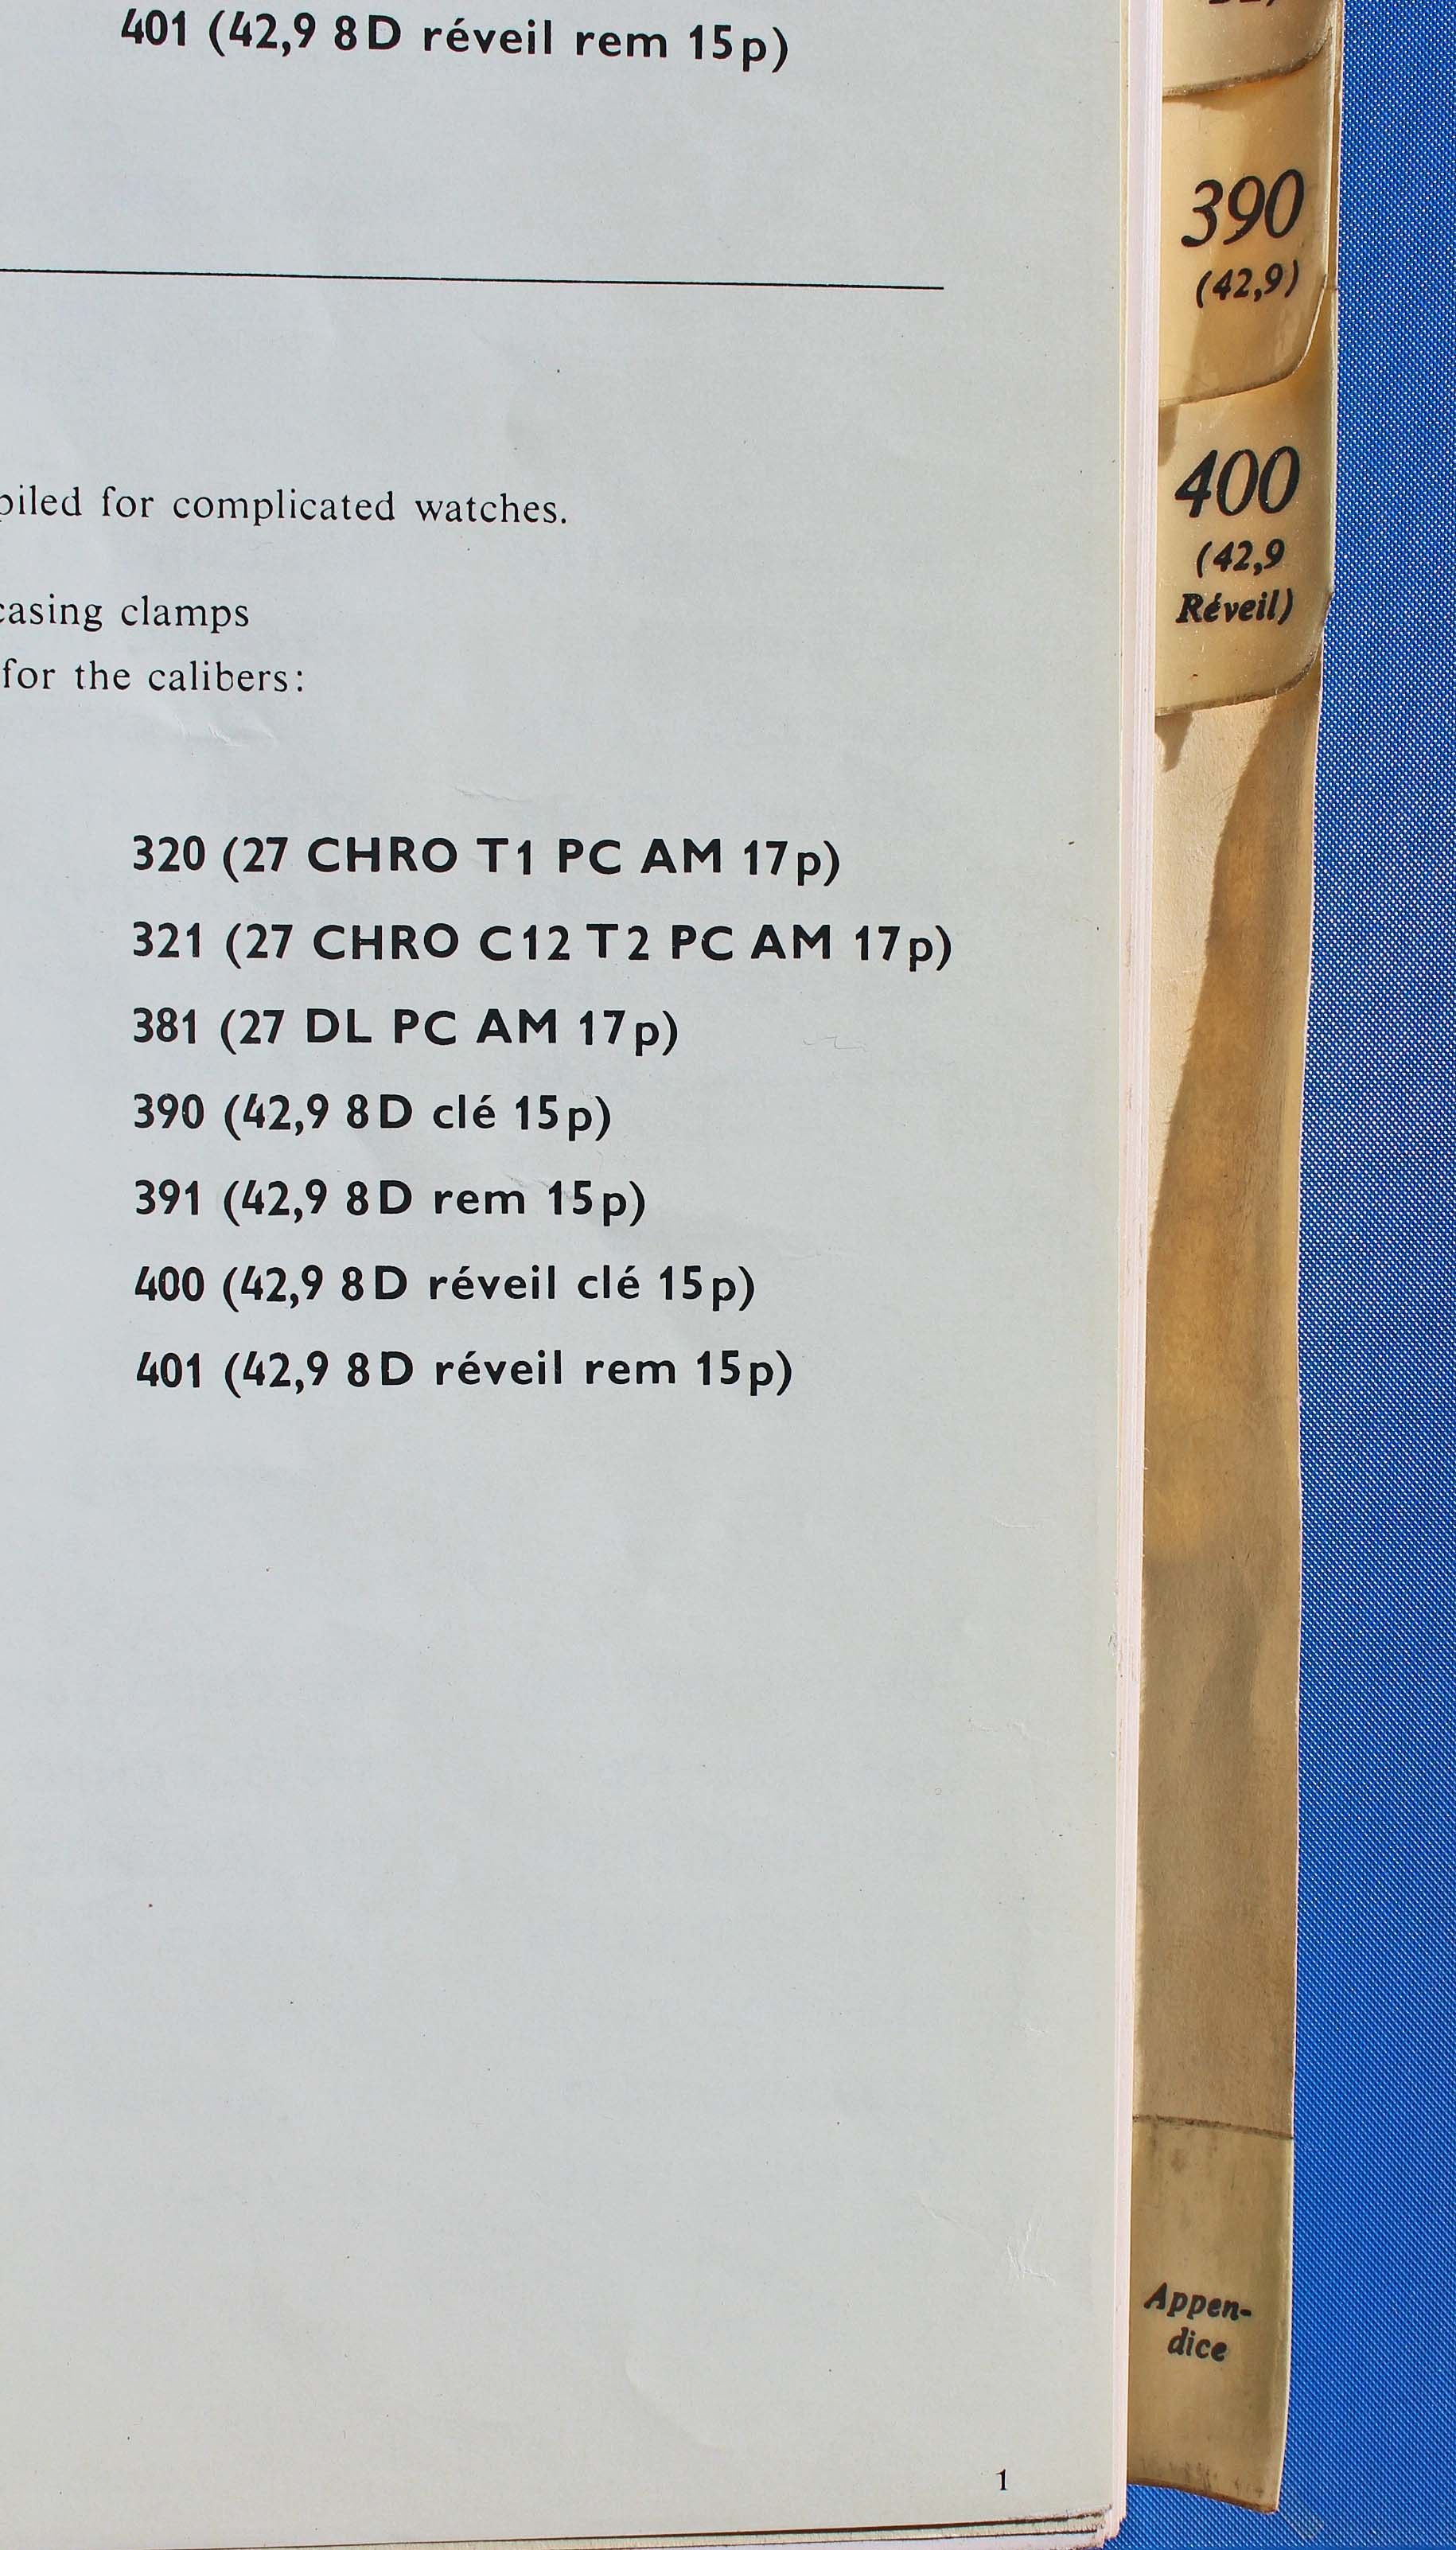 401 (42,9 8D réveil rem 15p)
for complicated watches.
clamps
for the calibers:
320 (27 CHRO T1 PC AM 17p)
321 (27 CHRO C12 T2 PC AM 17p)
381 (27 DL PC AM 17p)
390 (42,9 8D clé 15p)
391 (42,9 8D rem 15p)
400 (42,9 8D réveil clé 15p)
401 (42,9 8D réveil rem 15p)
1
390
(42,9)
400
(42,9
Réveil)
Appen-
dice